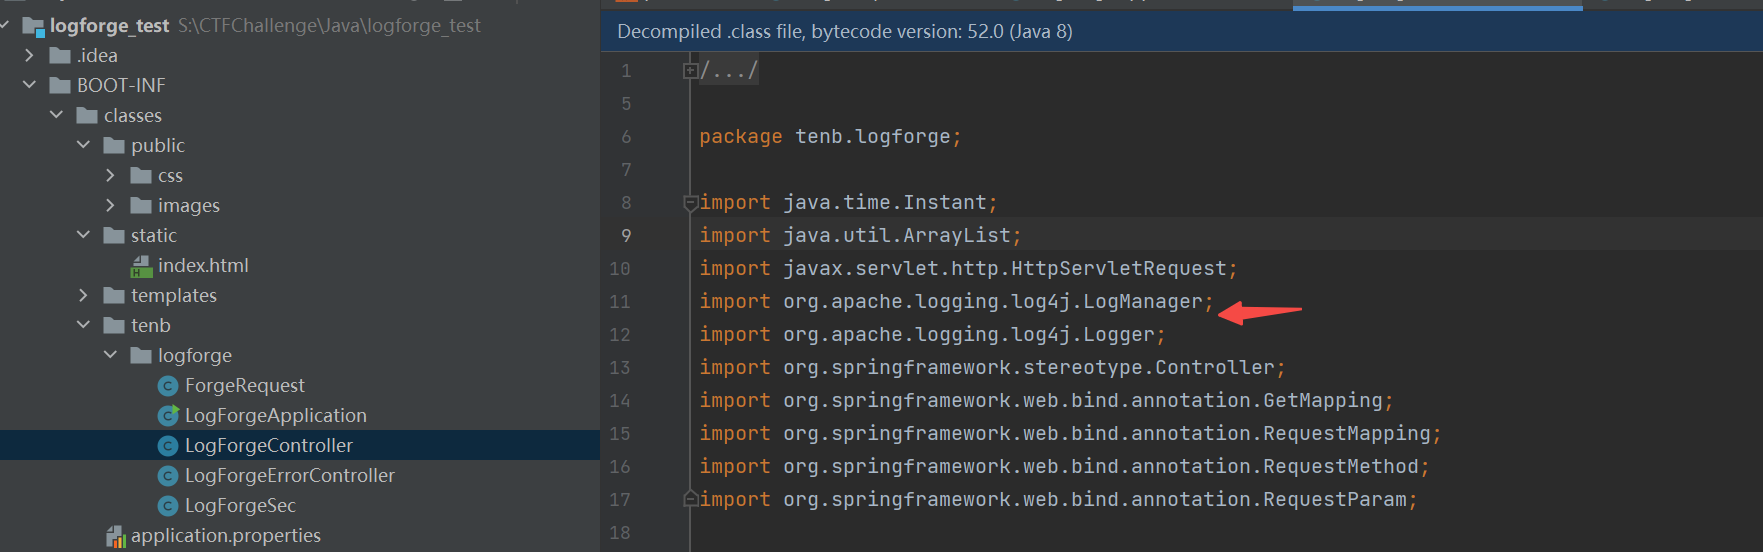 logforge_test S:\CTFChallenge\Java\logforge_test
.idea
BOOT-INF
classes
public
css
images
static
index.html
templates
tenb
logforge
ForgeRequest
LogForgeApplication
LogForgeController
LogForgeErrorController
LogForgeSec
application.properties
Decompiled .class file, bytecode version: 52.0 (Java 8)
1 /.../
5
6 package tenb.logforge;
7
8 import java.time.Instant;
9 import java.util.ArrayList;
10 import javax.servlet.http.HttpServletRequest;
11 import org.apache.logging.log4j.LogManager;
12 import org.apache.logging.log4j.Logger;
13 import org.springframework.stereotype.Controller;
14 import org.springframework.web.bind.annotation.GetMapping;
15 import org.springframework.web.bind.annotation.RequestMapping;
16 import org.springframework.web.bind.annotation.RequestMethod;
17 import org.springframework.web.bind.annotation.RequestParam;
18